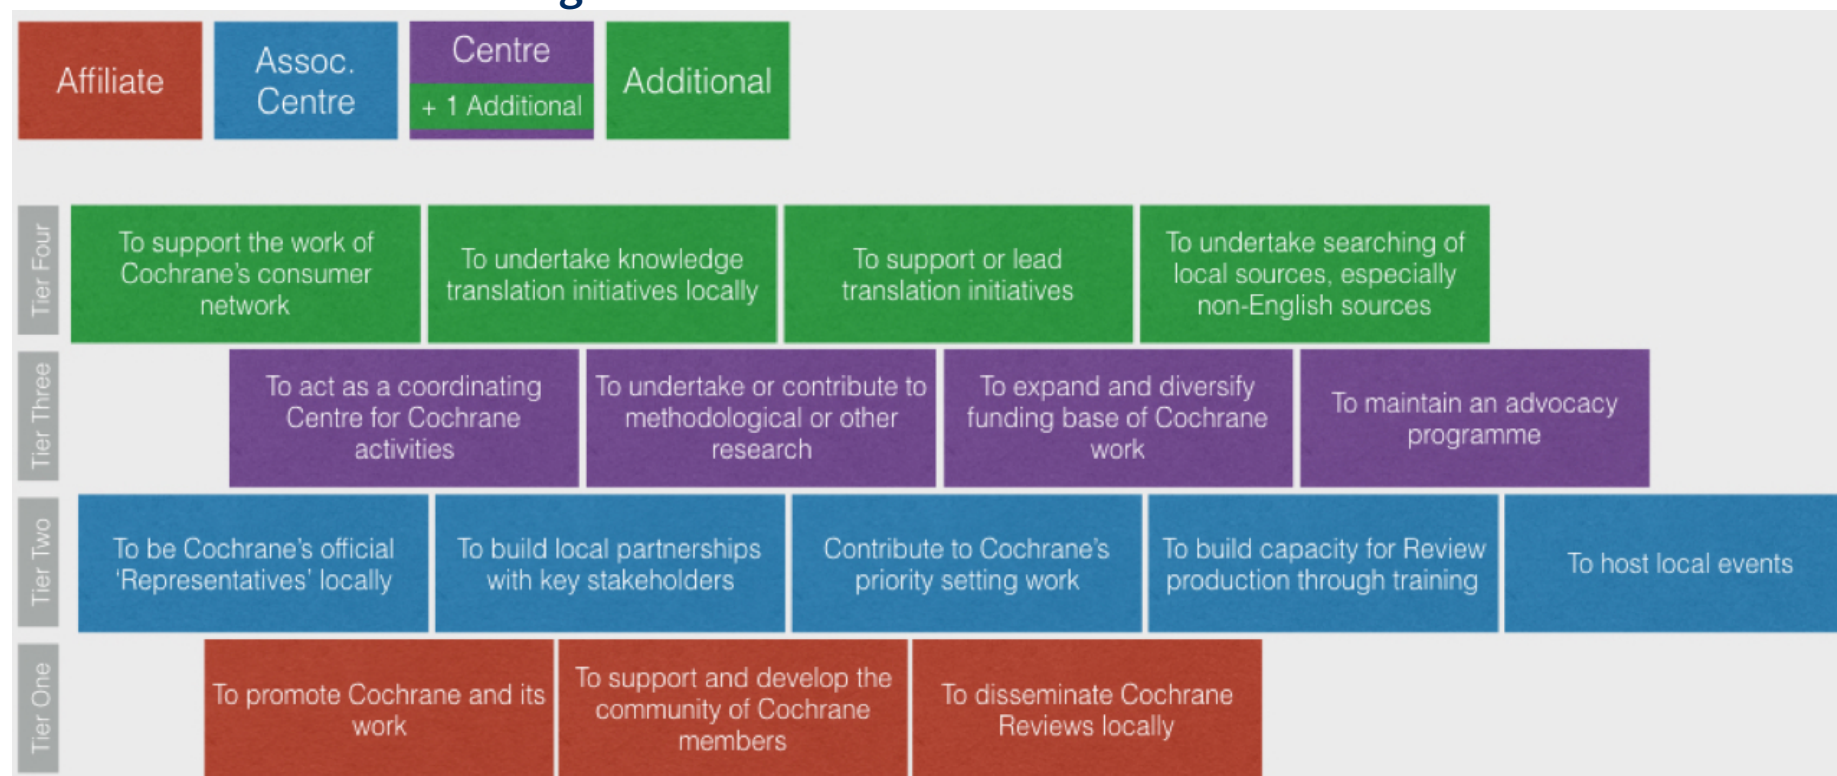 Affiliate
Assoc.
Centre
Centre
+ 1 Additional
Additional
Tier Four
To support the work of
Cochrane's consumer
network
To undertake knowledge
translation initiatives locally
To support or lead
translation initiatives
To undertake searching of
local sources, especially
non-English sources
Tier Three
To act as a coordinating
Centre for Cochrane
activities
To undertake or contribute to
methodological or other
research
To expand and diversify
funding base of Cochrane
work
To maintain an advocacy
programme
Tier Two
To be Cochrane's official
'Representatives' locally
To build local partnerships
with key stakeholders
Contribute to Cochrane's
priority setting work
To build capacity for Review
production through training
To host local events
Tier One
To promote Cochrane and its
work
To support and develop the
community of Cochrane
members
To disseminate Cochrane
Reviews locally